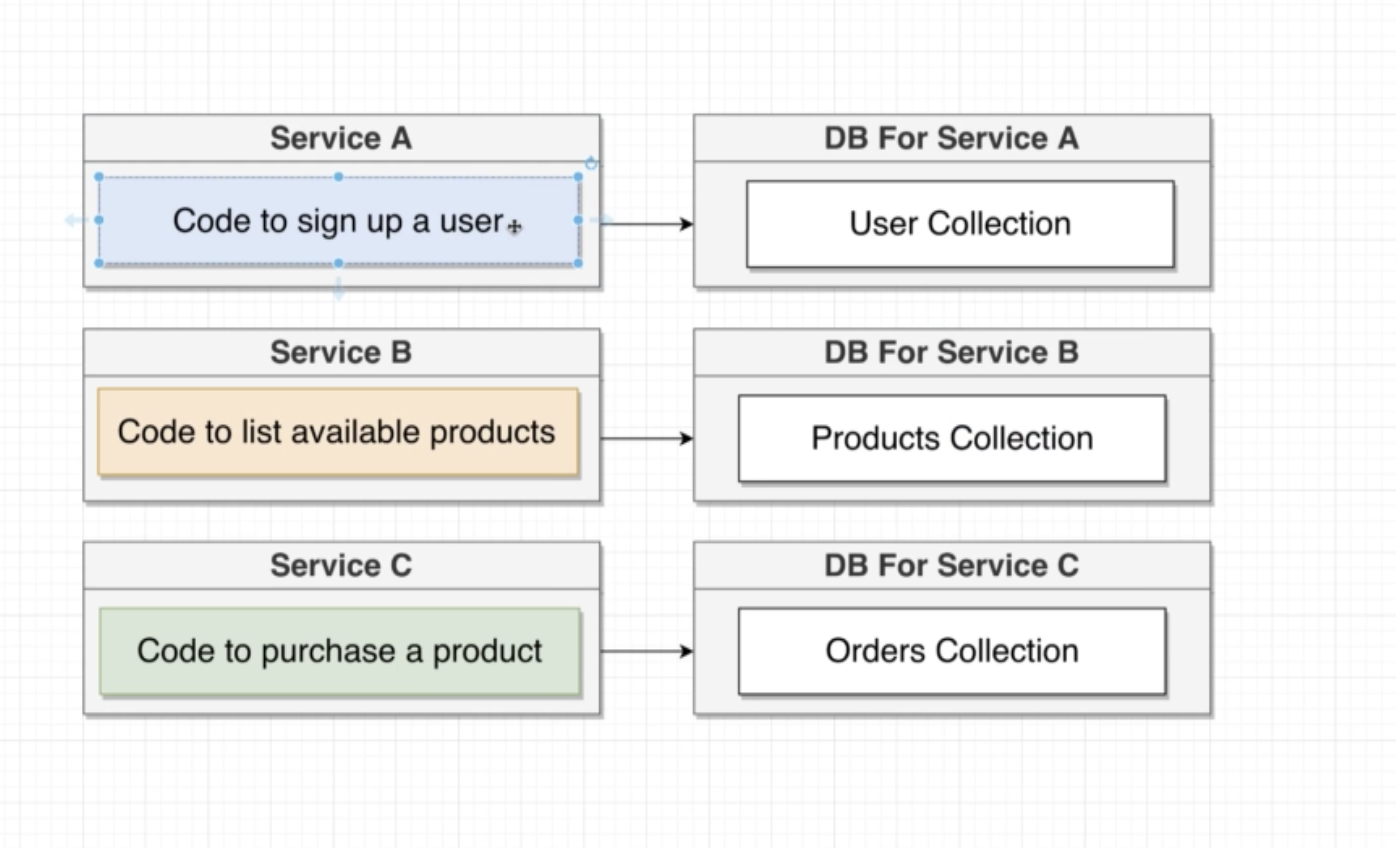 Service A
DB For Service A
Code to sign up a user
User Collection
Service B
DB For Service B
Code to list available products
Products Collection
Service C
DB For Service C
Code to purchase a product
Orders Collection